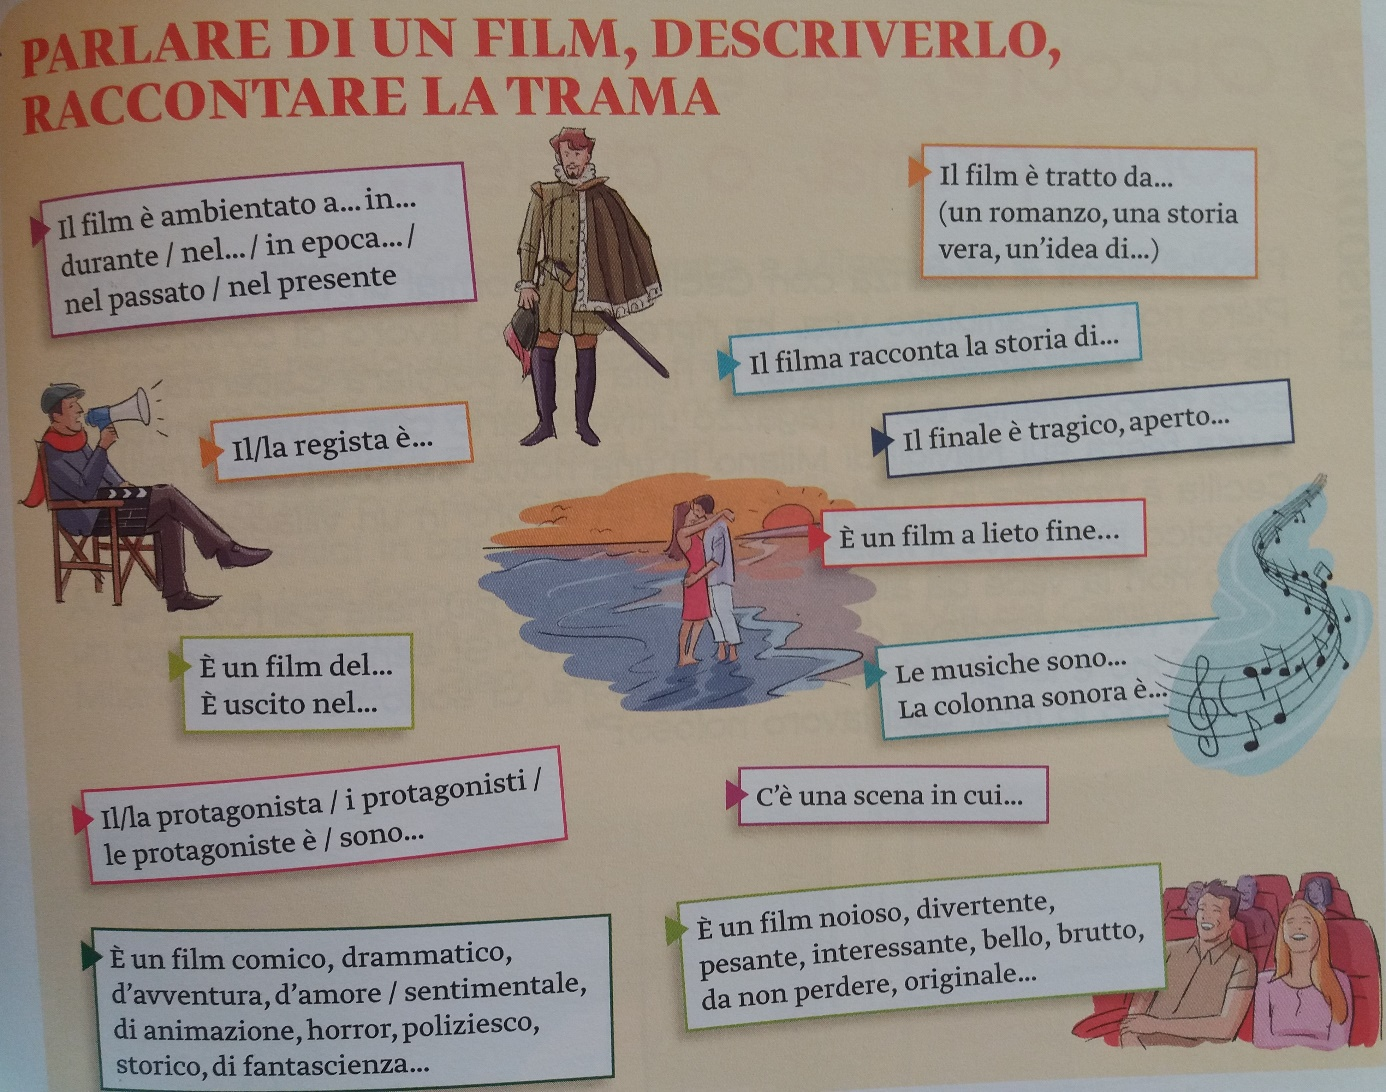 PARLARE DI UN FILM, DESCRIVERLO,
RACCONTARE LA TRAMA
Il film è ambientato a... in...
durante / nel... / in epoca... /
nel passato / nel presente
Il film è tratto da...
(un romanzo, una storia
vera, un'idea di...)
Il filma racconta la storia di...
Il/la regista è...
Il finale è tragico, aperto...
È un film a lieto fine...
È un film del...
È uscito nel...
Le musiche sono...
La colonna sonora è...
Il/la protagonista / i protagonisti /
le protagoniste è / sono...
C'è una scena in cui...
È un film comico, drammatico,
d'avventura, d'amore / sentimentale,
di animazione, horror, poliziesco,
storico, di fantascienza...
È un film noioso, divertente,
pesante, interessante, bello, brutto,
da non perdere, originale...